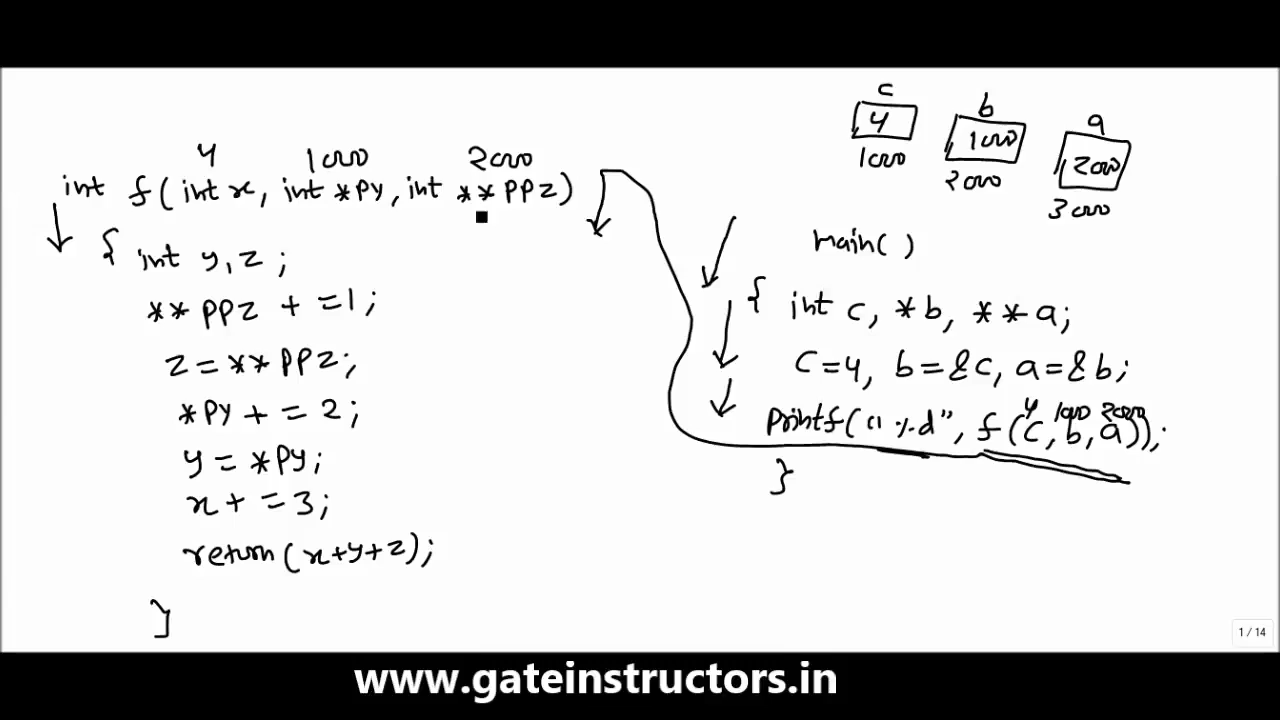 4 1000 2000
int f(int x, int *py, int **ppz)
{ int y, z;
**ppz + =1;
z = **ppz;
*py + = 2;
y = *py;
x + = 3;
return(x+y+z);
}
c b a
4 1000 2000
1000 2000 3000
main( )
{ int c, *b, **a;
c=4, b=&c, a=&b;
4 1000 2000
printf("%d", f(c, b, a));
}
1 / 14
www.gateinstructors.in